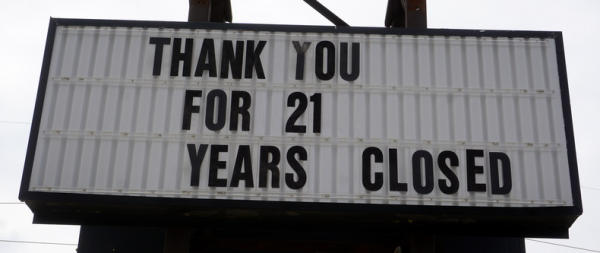 THANK YOU
FOR 21
YEARS CLOSED